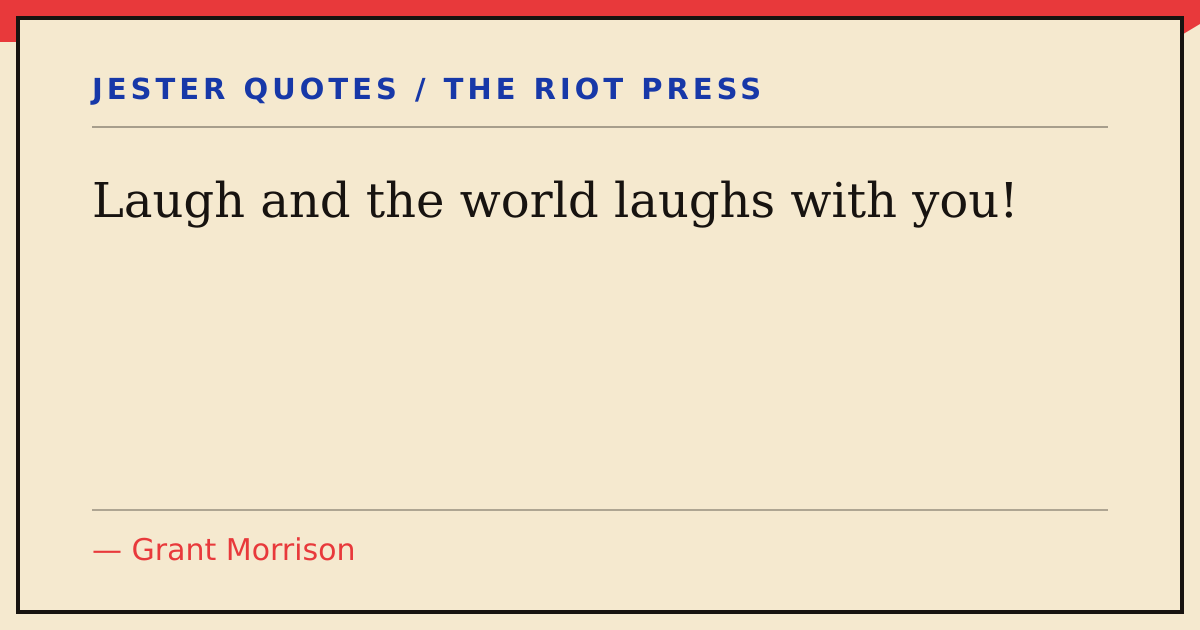 JESTER QUOTES / THE RIOT PRESS
Laugh and the world laughs with you!
— Grant Morrison